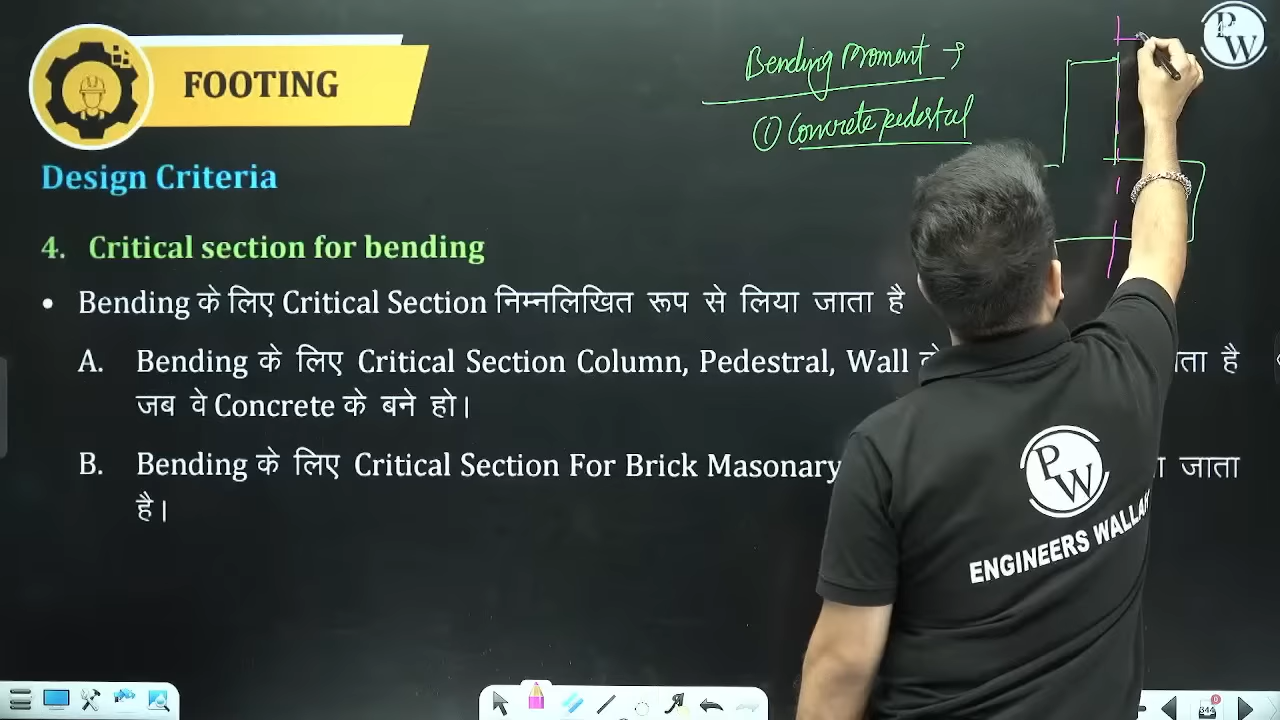 Bending Moment →
① Concrete pedestal
PW
FOOTING
Design Criteria
4. Critical section for bending
• Bending के लिए Critical Section निम्नलिखित रूप से लिया जाता है
A. Bending के लिए Critical Section Column, Pedestral, Wall जाता है
जब वे Concrete के बने हो।
B. Bending के लिए Critical Section For Brick Masonary जाता
है।
PW
ENGINEERS WALLAH